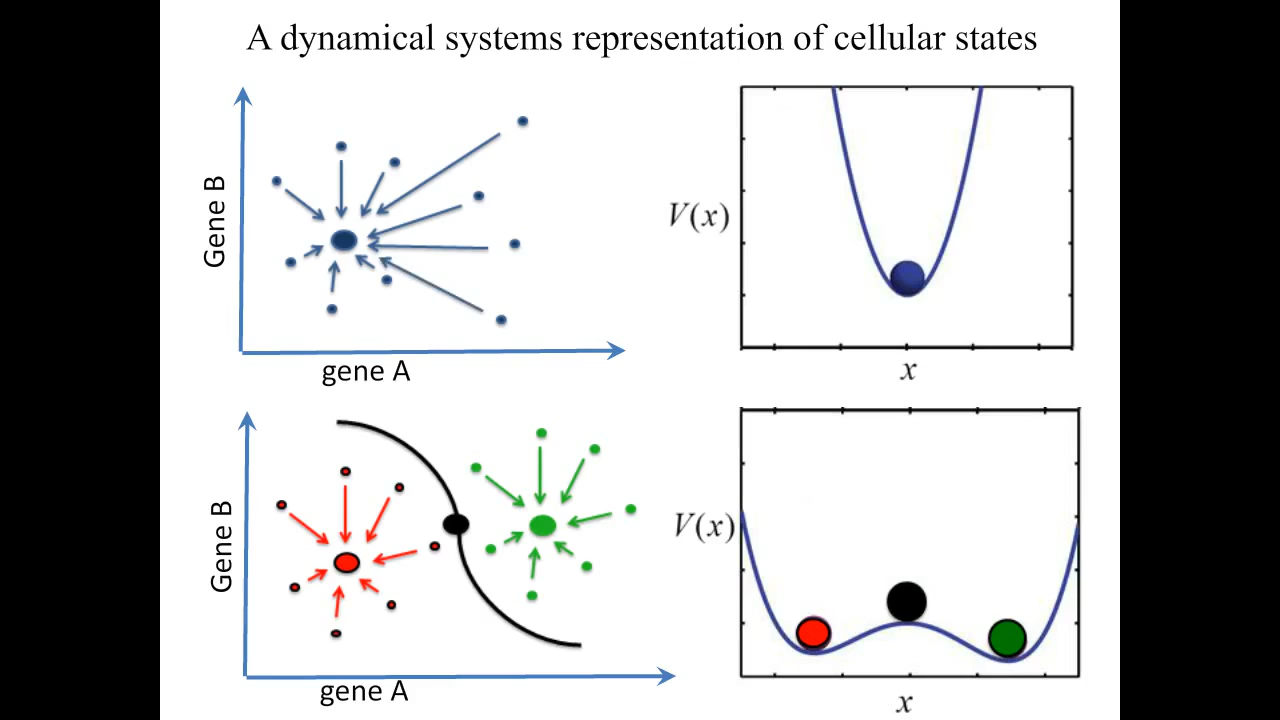 A dynamical systems representation of cellular states
Gene B
gene A
V(x)
x
Gene B
gene A
V(x)
x